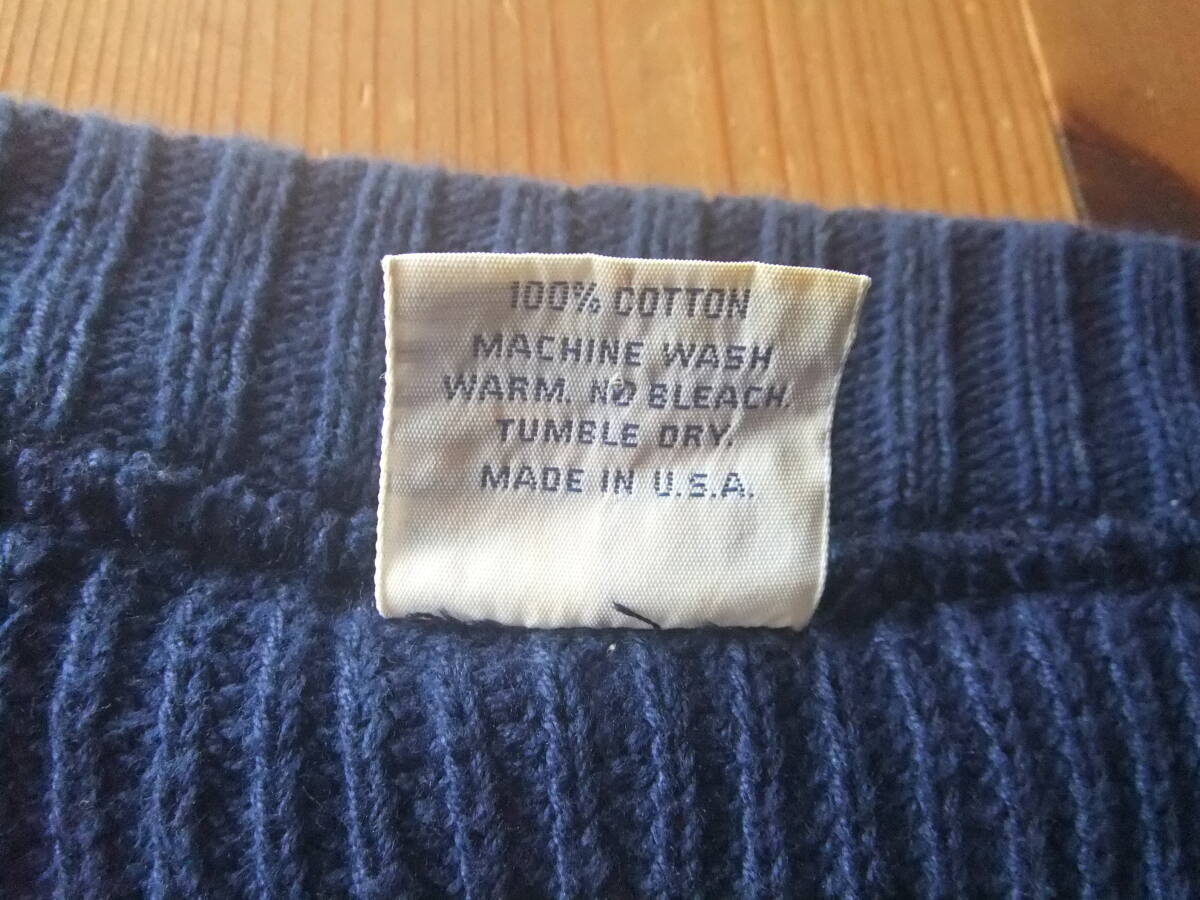 100% COTTON
MACHINE WASH
WARM. NO BLEACH.
TUMBLE DRY.
MADE IN U.S.A.